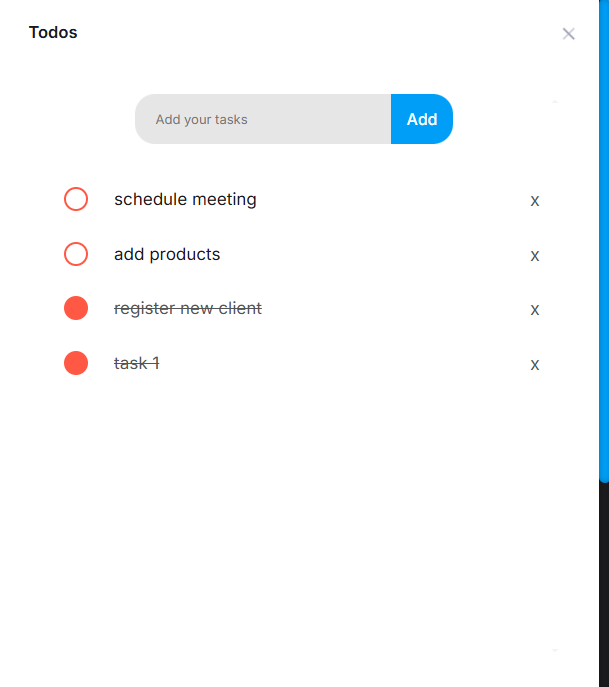 Todos
Add your tasks
Add
schedule meeting
x
add products
x
register new client
x
task 1
x